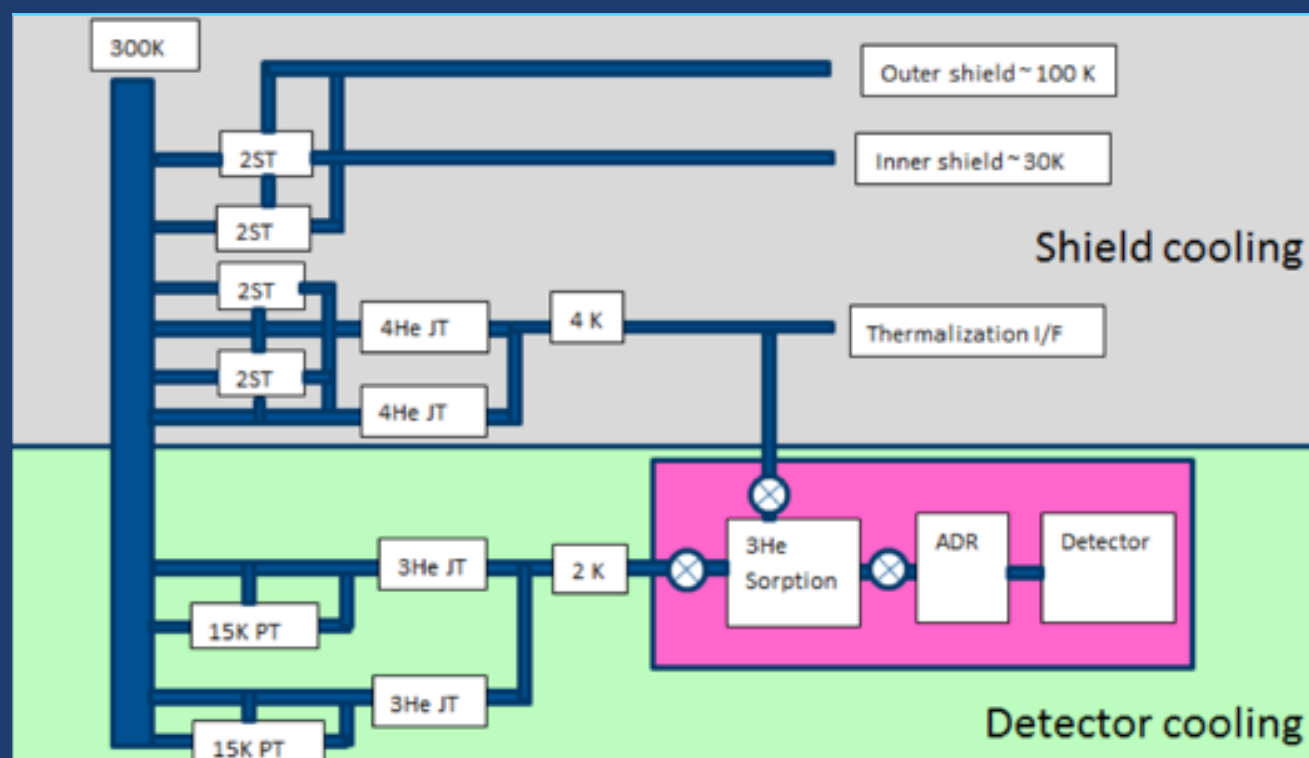 300K
Outer shield ~ 100 K
2ST
Inner shield ~ 30K
2ST
Shield cooling
2ST
4He JT
4 K
Thermalization I/F
2ST
4He JT
3He JT
2 K
3He
Sorption
ADR
Detector
15K PT
3He JT
Detector cooling
15K PT